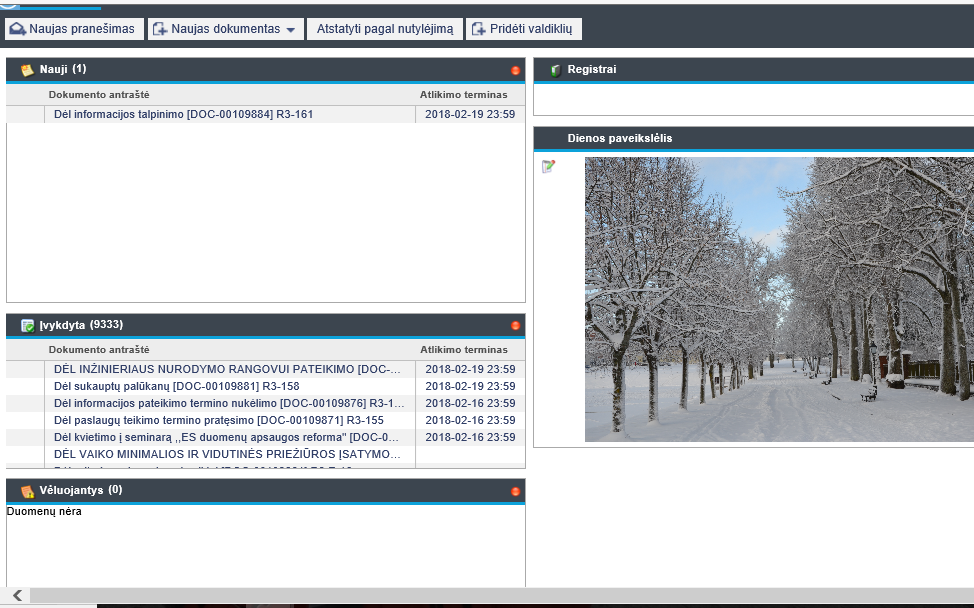 Naujas pranešimas Naujas dokumentas Atstatyti pagal nutylėjimą Pridėti valdiklių
Nauji (1)
Dokumento antraštė Atlikimo terminas
Dėl informacijos talpinimo [DOC-00109884] R3-161 2018-02-19 23:59
Įvykdyta (9333)
Dokumento antraštė Atlikimo terminas
DĖL INŽINIERIAUS NURODYMO RANGOVUI PATEIKIMO [DOC-... 2018-02-19 23:59
Dėl sukauptų palūkanų [DOC-00109881] R3-158 2018-02-19 23:59
Dėl informacijos pateikimo termino nukėlimo [DOC-00109876] R3-1... 2018-02-16 23:59
Dėl paslaugų teikimo termino pratęsimo [DOC-00109871] R3-155 2018-02-16 23:59
Dėl kvietimo į seminarą ,,ES duomenų apsaugos reforma" [DOC-0... 2018-02-16 23:59
DĖL VAIKO MINIMALIOS IR VIDUTINĖS PRIEŽIŪROS ĮSATYMO...
Vėluojantys (0)
Duomenų nėra
Registrai
Dienos paveikslėlis